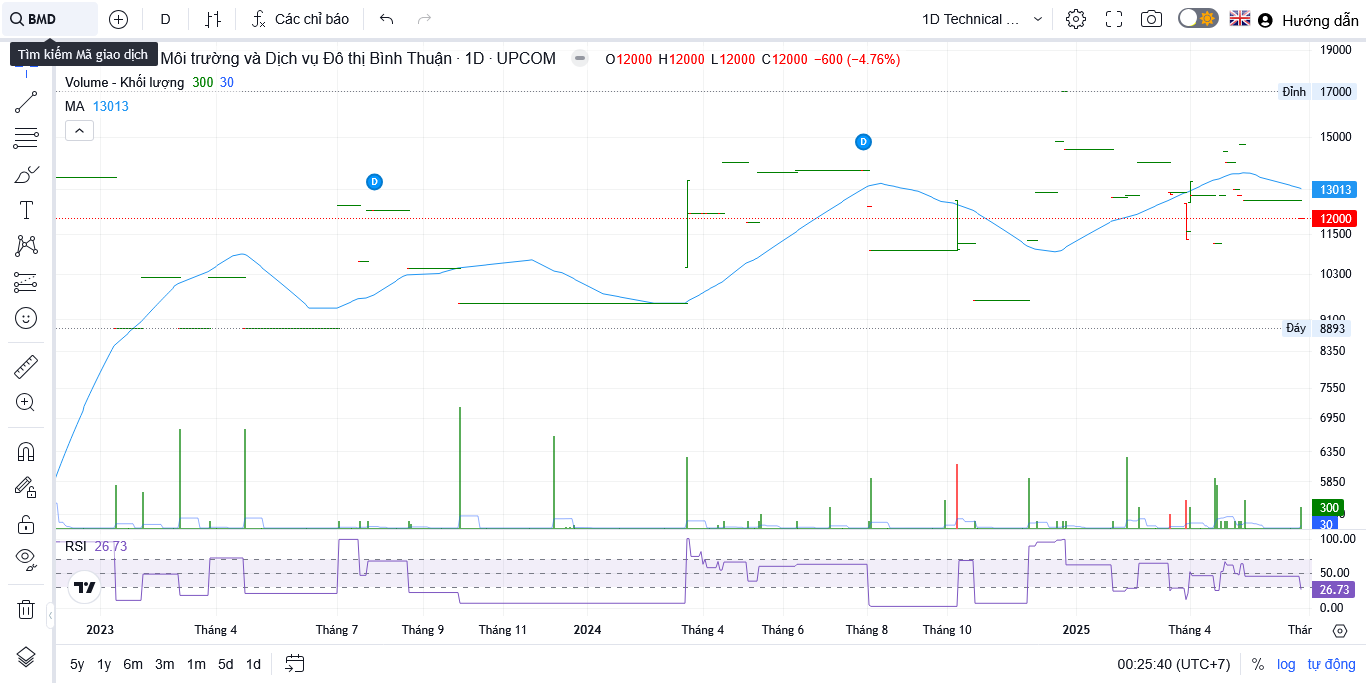 BMD
D
Các chỉ báo
1D Technical ...
Hướng dẫn
Tìm kiếm Mã giao dịch
Môi trường và Dịch vụ Đô thị Bình Thuận · 1D · UPCOM
O12000 H12000 L12000 C12000 −600 (−4.76%)
Volume - Khối lượng 300 30
MA 13013
D
D
19000
Đỉnh 17000
15000
13013
12000
11500
10300
9100
Đáy 8893
8350
7550
6950
6350
5850
300
30
RSI 26.73
100.00
50.00
26.73
0.00
2023 Tháng 4 Tháng 7 Tháng 9 Tháng 11 2024 Tháng 4 Tháng 6 Tháng 8 Tháng 10 2025 Tháng 4 Thár
5y 1y 6m 3m 1m 5d 1d
00:25:40 (UTC+7) % log tự động